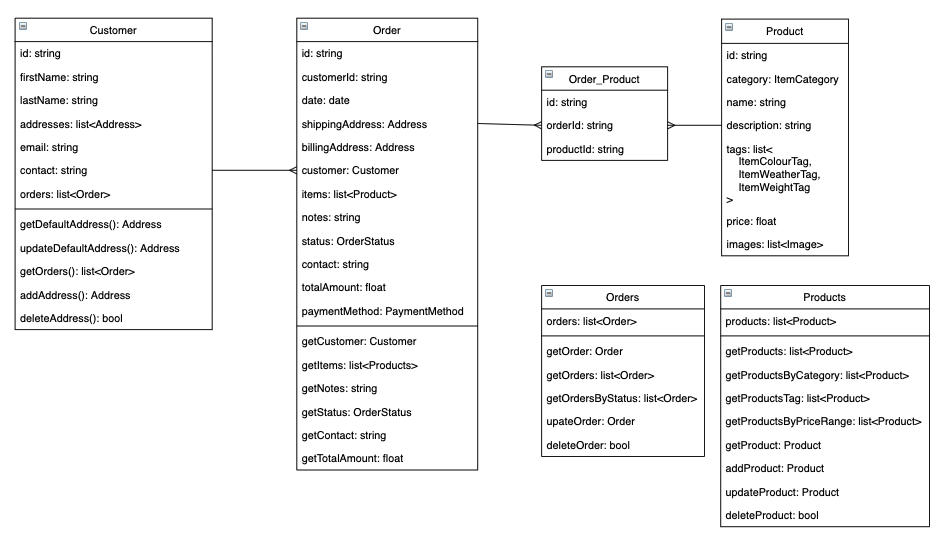 Customer
id: string
firstName: string
lastName: string
addresses: list<Address>
email: string
contact: string
orders: list<Order>
getDefaultAddress(): Address
updateDefaultAddress(): Address
getOrders(): list<Order>
addAddress(): Address
deleteAddress(): bool
Order
id: string
customerId: string
date: date
shippingAddress: Address
billingAddress: Address
customer: Customer
items: list<Product>
notes: string
status: OrderStatus
contact: string
totalAmount: float
paymentMethod: PaymentMethod
getCustomer: Customer
getItems: list<Products>
getNotes: string
getStatus: OrderStatus
getContact: string
getTotalAmount: float
Order_Product
id: string
orderId: string
productId: string
Product
id: string
category: ItemCategory
name: string
description: string
tags: list<
ItemColourTag,
ItemWeatherTag,
ItemWeightTag
>
price: float
images: list<Image>
Orders
orders: list<Order>
getOrder: Order
getOrders: list<Order>
getOrdersByStatus: list<Order>
upateOrder: Order
deleteOrder: bool
Products
products: list<Product>
getProducts: list<Product>
getProductsByCategory: list<Product>
getProductsTag: list<Product>
getProductsByPriceRange: list<Product>
getProduct: Product
addProduct: Product
updateProduct: Product
deleteProduct: bool